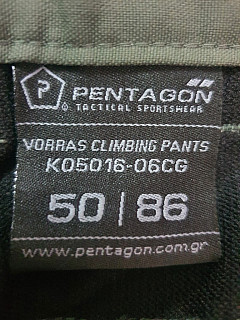 P PENTAGON
TACTICAL SPORTSWEAR
VORRAS CLIMBING PANTS
K05016-06CG
50 | 86
www.pentagon.com.gr